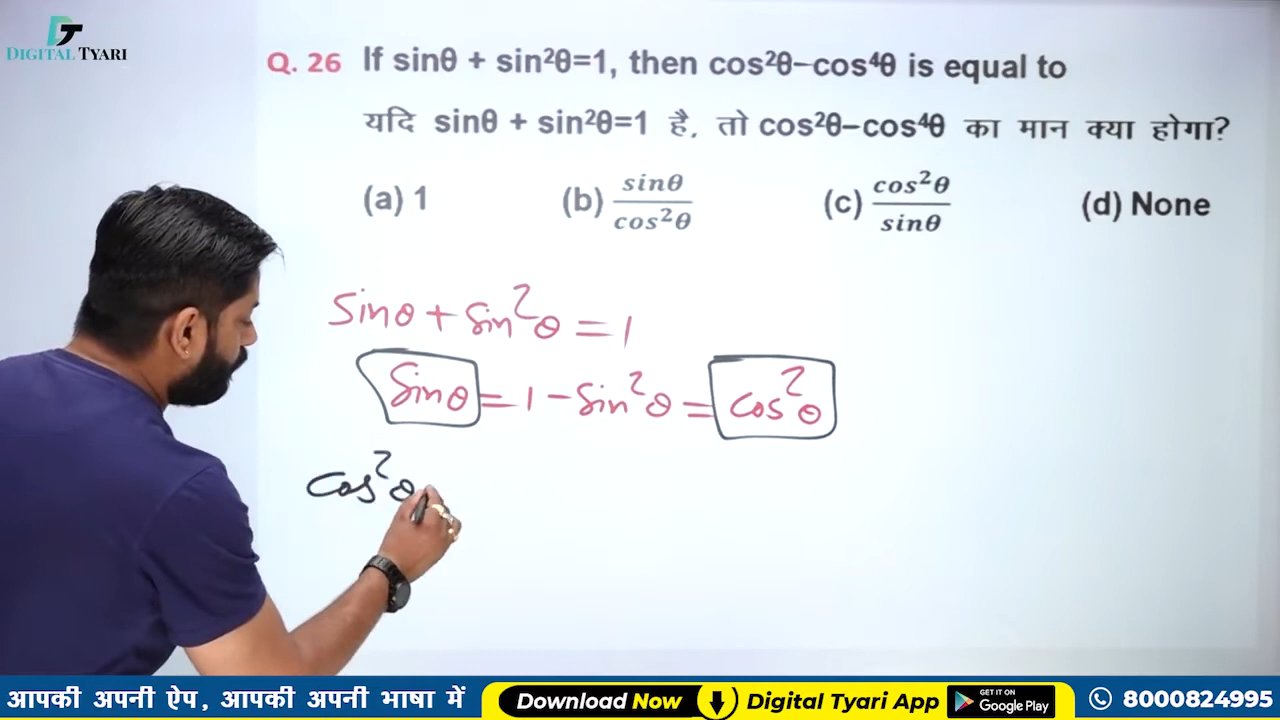 DIGITAL TYARI
Q. 26 If sinθ + sin²θ=1, then cos²θ–cos⁴θ is equal to
यदि sinθ + sin²θ=1 है, तो cos²θ–cos⁴θ का मान क्या होगा?
(a) 1 (b) sinθ/cos²θ (c) cos²θ/sinθ (d) None
sinθ + sin²θ = 1
sinθ = 1 - sin²θ = cos²θ
cos²θ
आपकी अपनी ऐप, आपकी अपनी भाषा में Download Now Digital Tyari App GET IT ON Google Play 8000824995